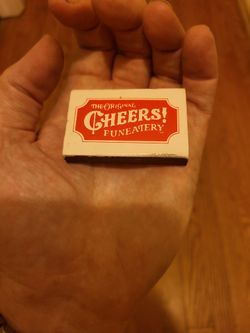 THE ORIGINAL
CHEERS!
FUNEATERY